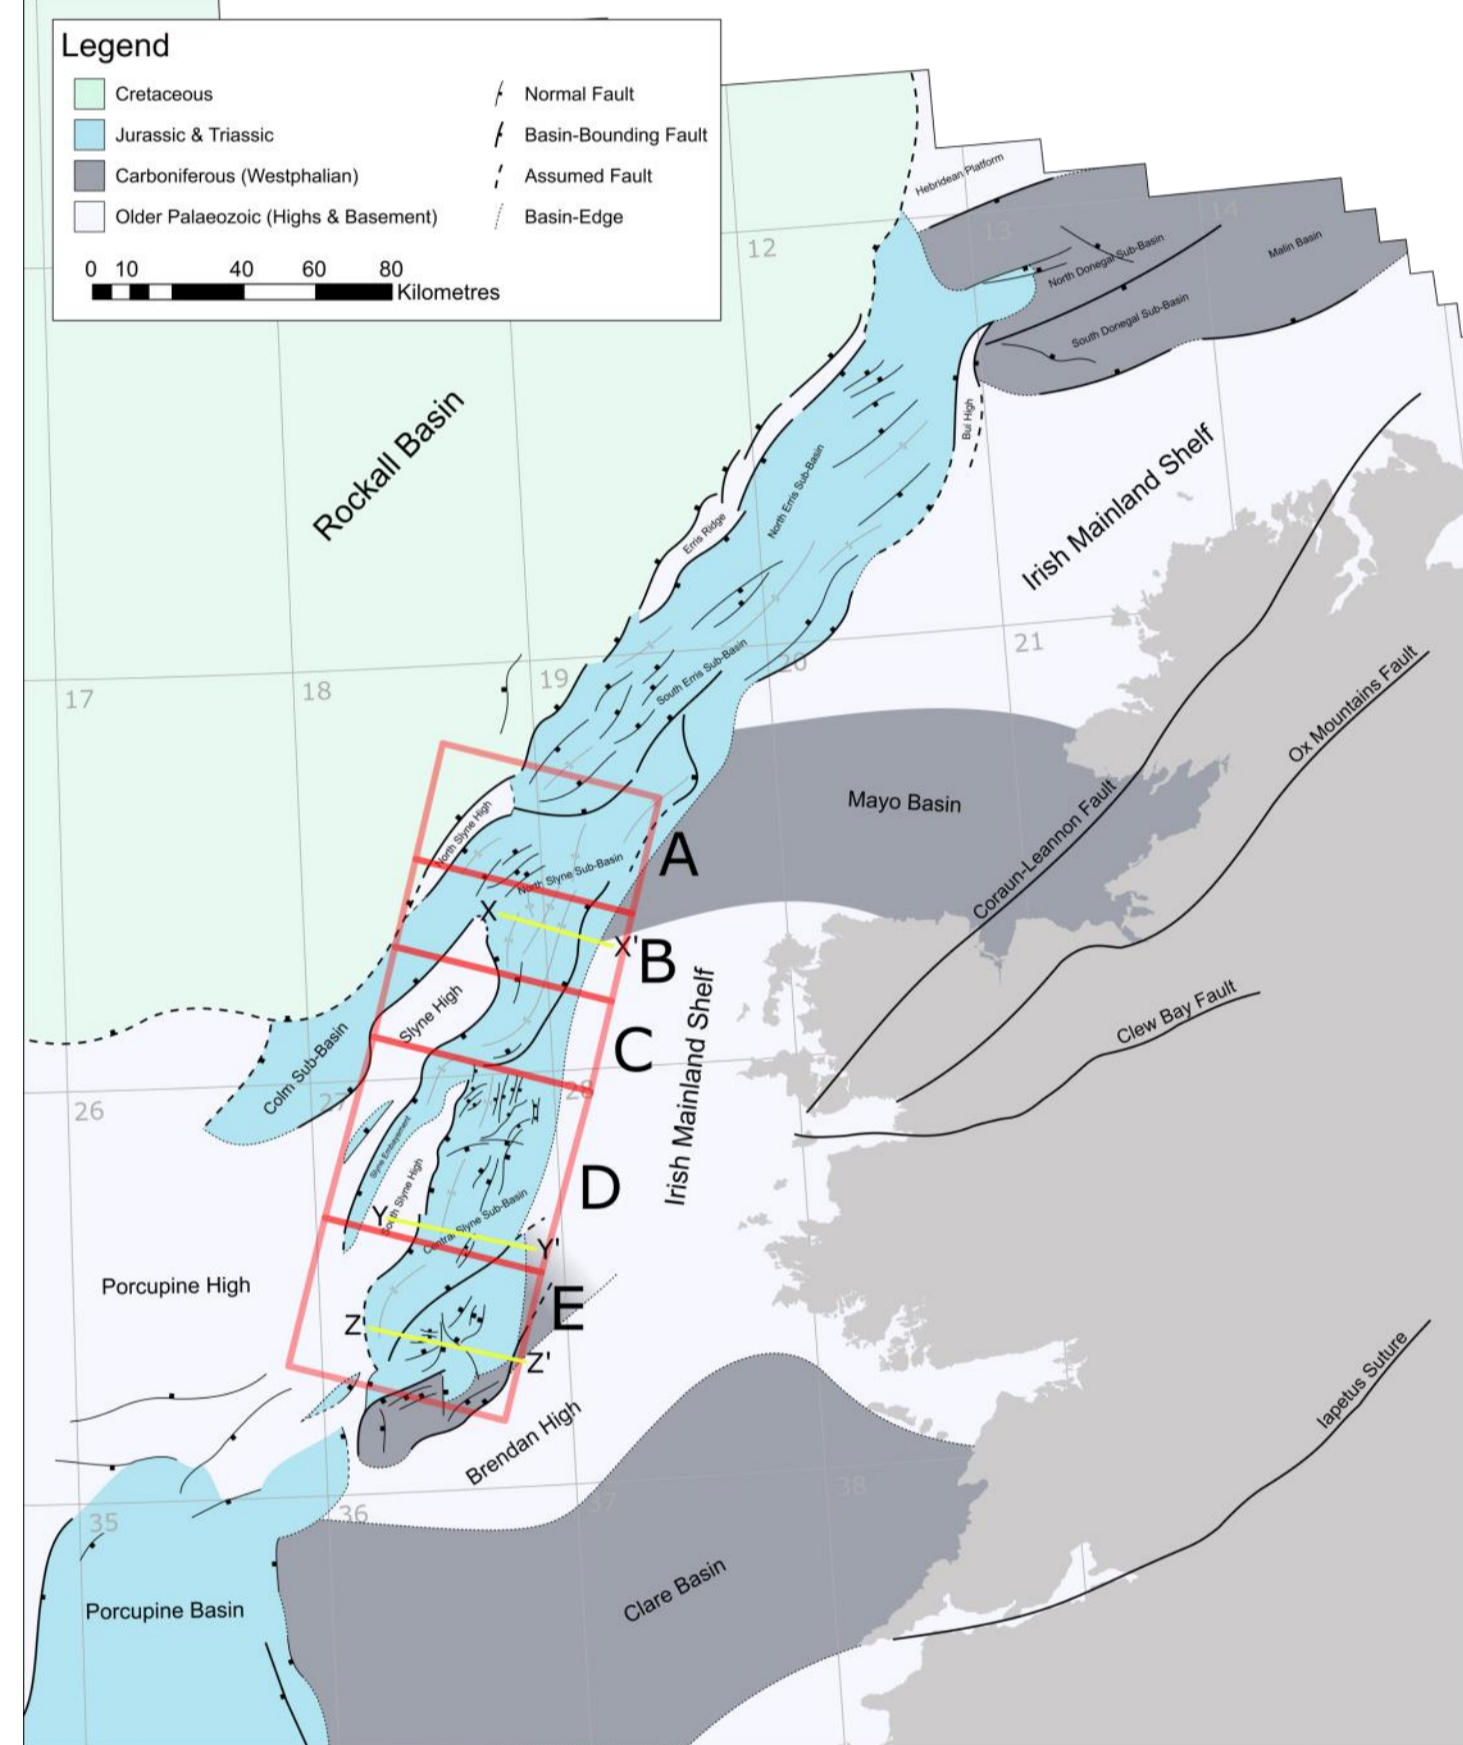 Legend
Cretaceous
Jurassic & Triassic
Carboniferous (Westphalian)
Older Palaeozoic (Highs & Basement)
Normal Fault
Basin-Bounding Fault
Assumed Fault
Basin-Edge
0 10 40 60 80
Kilometres
Hebridean Platform
12
13
14
North Donegal Sub-Basin
Malin Basin
South Donegal Sub-Basin
Bui High
Rockall Basin
North Erris Sub-Basin
Erris Ridge
Irish Mainland Shelf
17
18
19
20
21
South Erris Sub-Basin
Ox Mountains Fault
Mayo Basin
Coraun-Leannon Fault
North Slyne High
North Slyne Sub-Basin
A
X
X'
B
Slyne High
Irish Mainland Shelf
Clew Bay Fault
C
Colm Sub-Basin
26
27
28
Slyne Embayment
South Slyne High
D
Central Slyne Sub-Basin
Y
Y'
Porcupine High
E
Z
Z'
Brendan High
Iapetus Suture
35
36
37
38
Porcupine Basin
Clare Basin